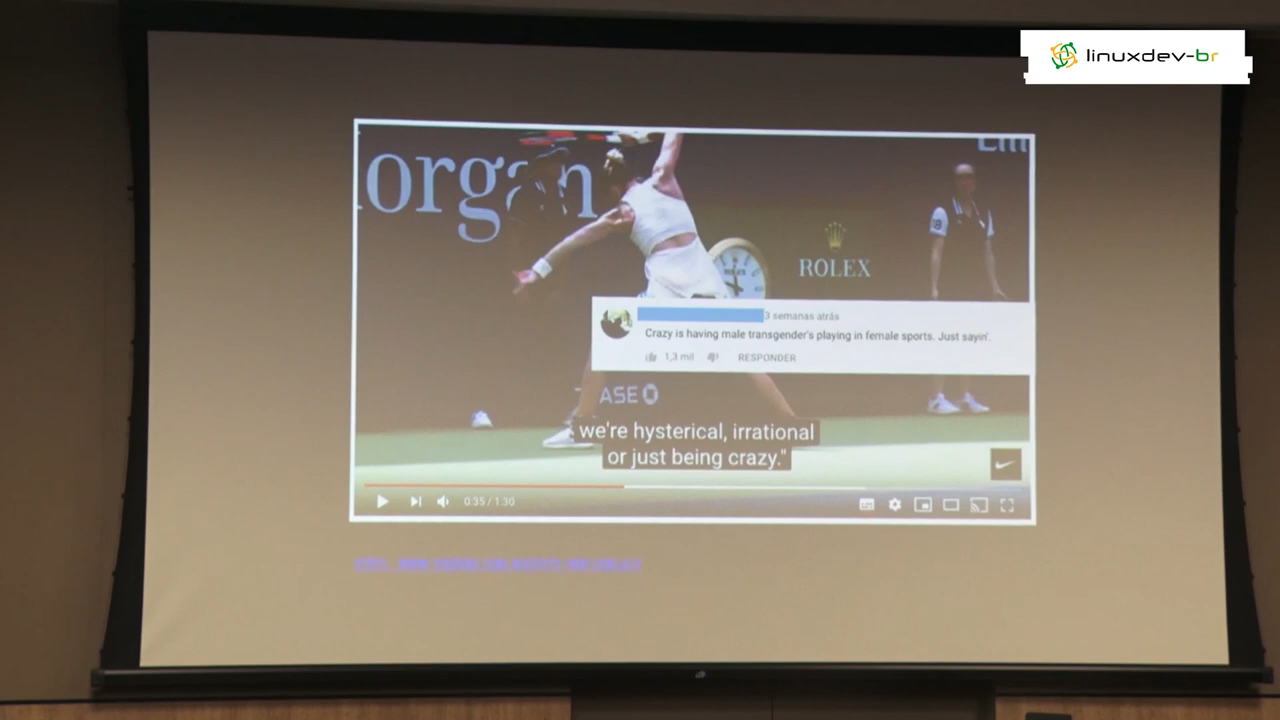 linuxdev-br
organ
ROLEX
ROLEX
3 semanas atrás
Crazy is having male transgender's playing in female sports. Just sayin'.
1,3 mil
RESPONDER
ASE
we're hysterical, irrational
or just being crazy."
0:35 / 1:30